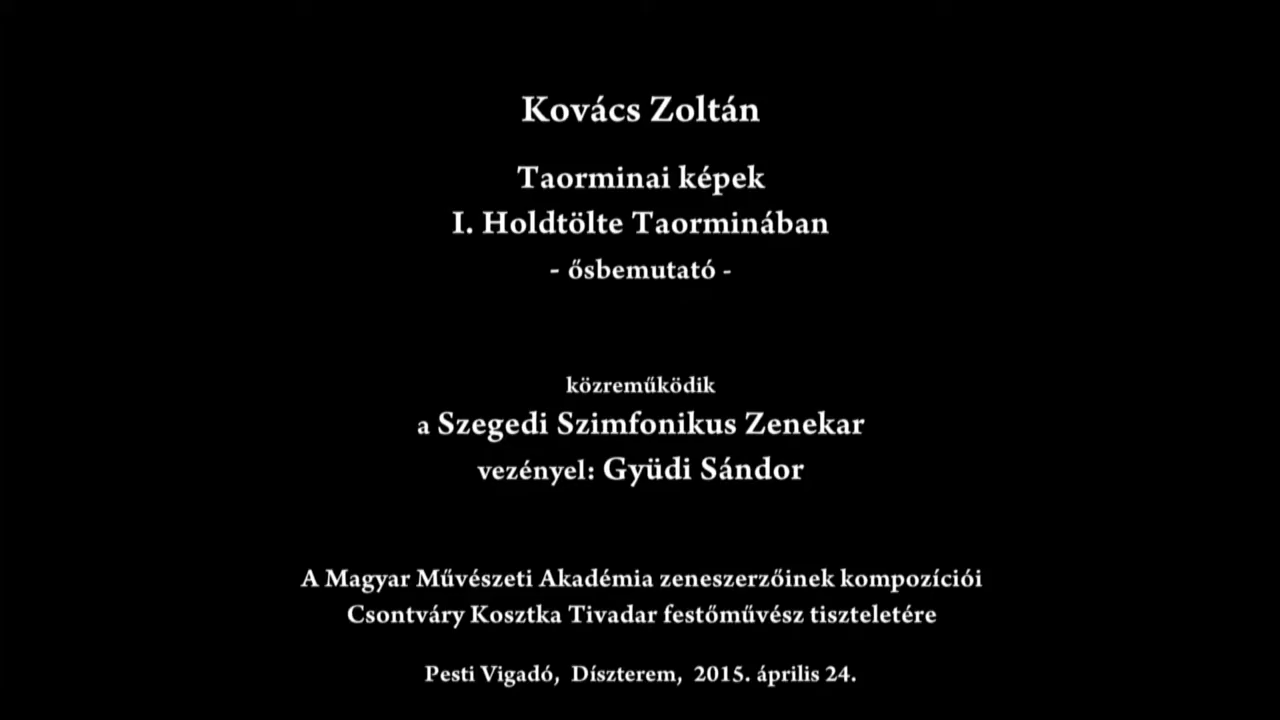 Kovács Zoltán
Taorminai képek
I. Holdtölte Taorminában
- ősbemutató -
közreműködik
a Szegedi Szimfonikus Zenekar
vezényel: Gyüdi Sándor
A Magyar Művészeti Akadémia zeneszerzőinek kompozíciói
Csontváry Kosztka Tivadar festőművész tiszteletére
Pesti Vigadó, Díszterem, 2015. április 24.